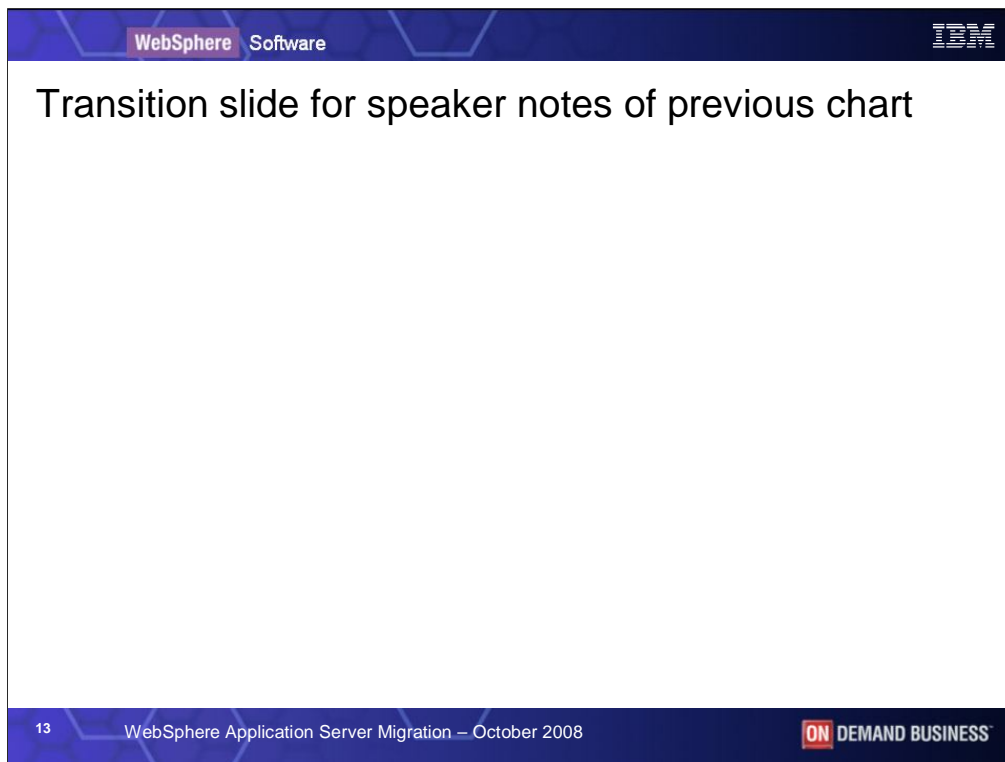 WebSphere Software
IBM
Transition slide for speaker notes of previous chart
13
WebSphere Application Server Migration – October 2008
ON DEMAND BUSINESS™